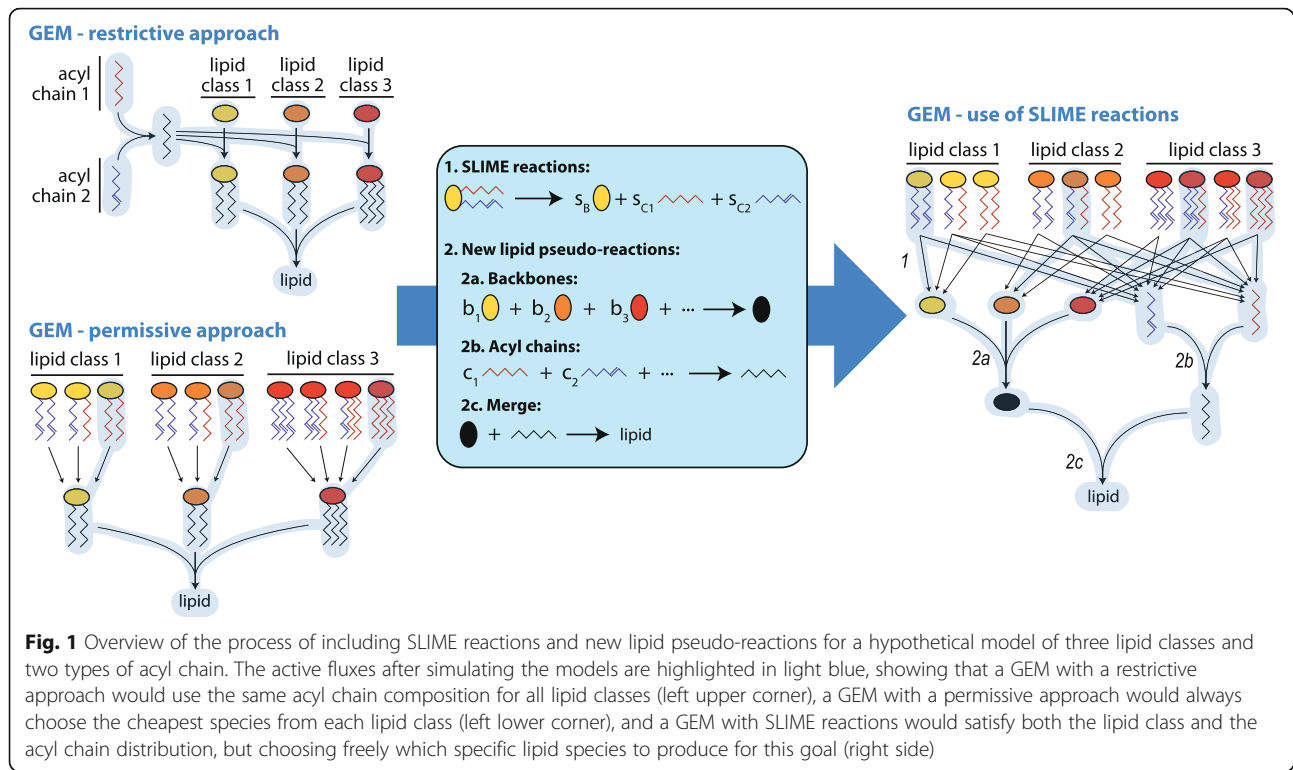 GEM - restrictive approach
acyl
chain 1
lipid
class 1
lipid
class 2
lipid
class 3
acyl
chain 2
lipid
GEM - permissive approach
lipid class 1
lipid class 2
lipid class 3
lipid
1. SLIME reactions:
s_B + s_C1 + s_C2
2. New lipid pseudo-reactions:
2a. Backbones:
b_1 + b_2 + b_3 + ...
2b. Acyl chains:
c_1 + c_2 + ...
2c. Merge:
+ lipid
GEM - use of SLIME reactions
lipid class 1
lipid class 2
lipid class 3
1
2a
2b
2c
lipid
Fig. 1 Overview of the process of including SLIME reactions and new lipid pseudo-reactions for a hypothetical model of three lipid classes and
two types of acyl chain. The active fluxes after simulating the models are highlighted in light blue, showing that a GEM with a restrictive
approach would use the same acyl chain composition for all lipid classes (left upper corner), a GEM with a permissive approach would always
choose the cheapest species from each lipid class (left lower corner), and a GEM with SLIME reactions would satisfy both the lipid class and the
acyl chain distribution, but choosing freely which specific lipid species to produce for this goal (right side)